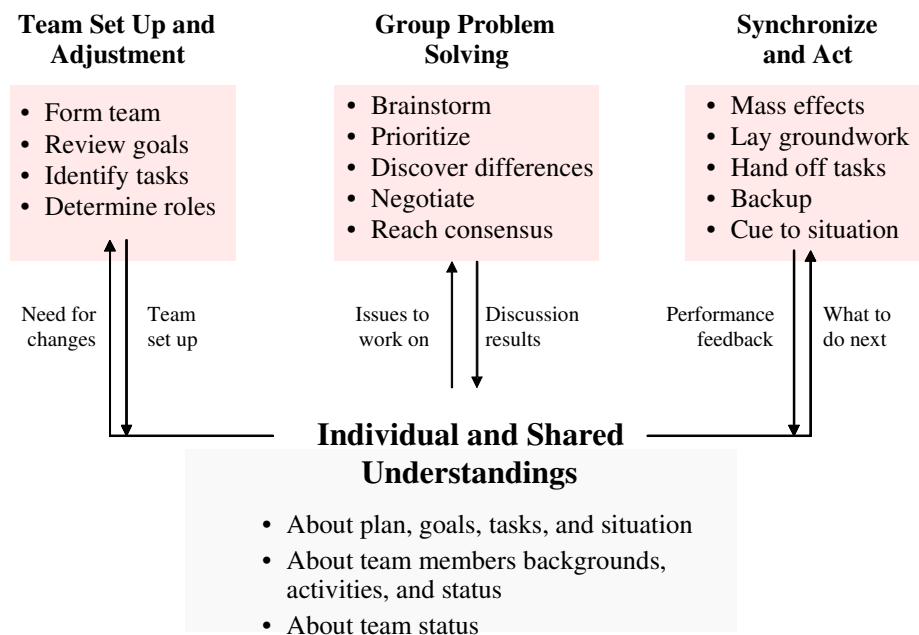 Team Set Up and
Adjustment
• Form team
• Review goals
• Identify tasks
• Determine roles
Group Problem
Solving
• Brainstorm
• Prioritize
• Discover differences
• Negotiate
• Reach consensus
Synchronize
and Act
• Mass effects
• Lay groundwork
• Hand off tasks
• Backup
• Cue to situation
Need for
changes
Team
set up
Issues to
work on
Discussion
results
Performance
feedback
What to
do next
Individual and Shared
Understandings
• About plan, goals, tasks, and situation
• About team members backgrounds,
activities, and status
• About team status